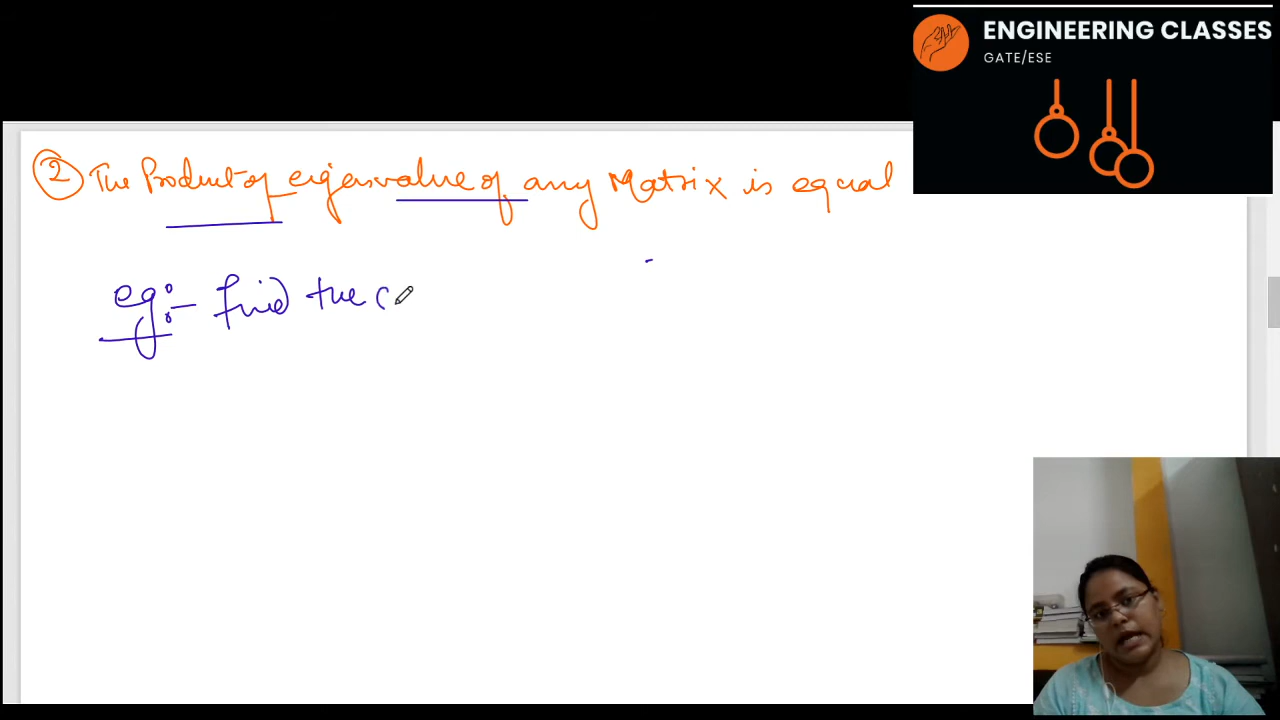 ENGINEERING CLASSES
GATE/ESE
② The Product of eigenvalue of any Matrix is equal
eg:- find the